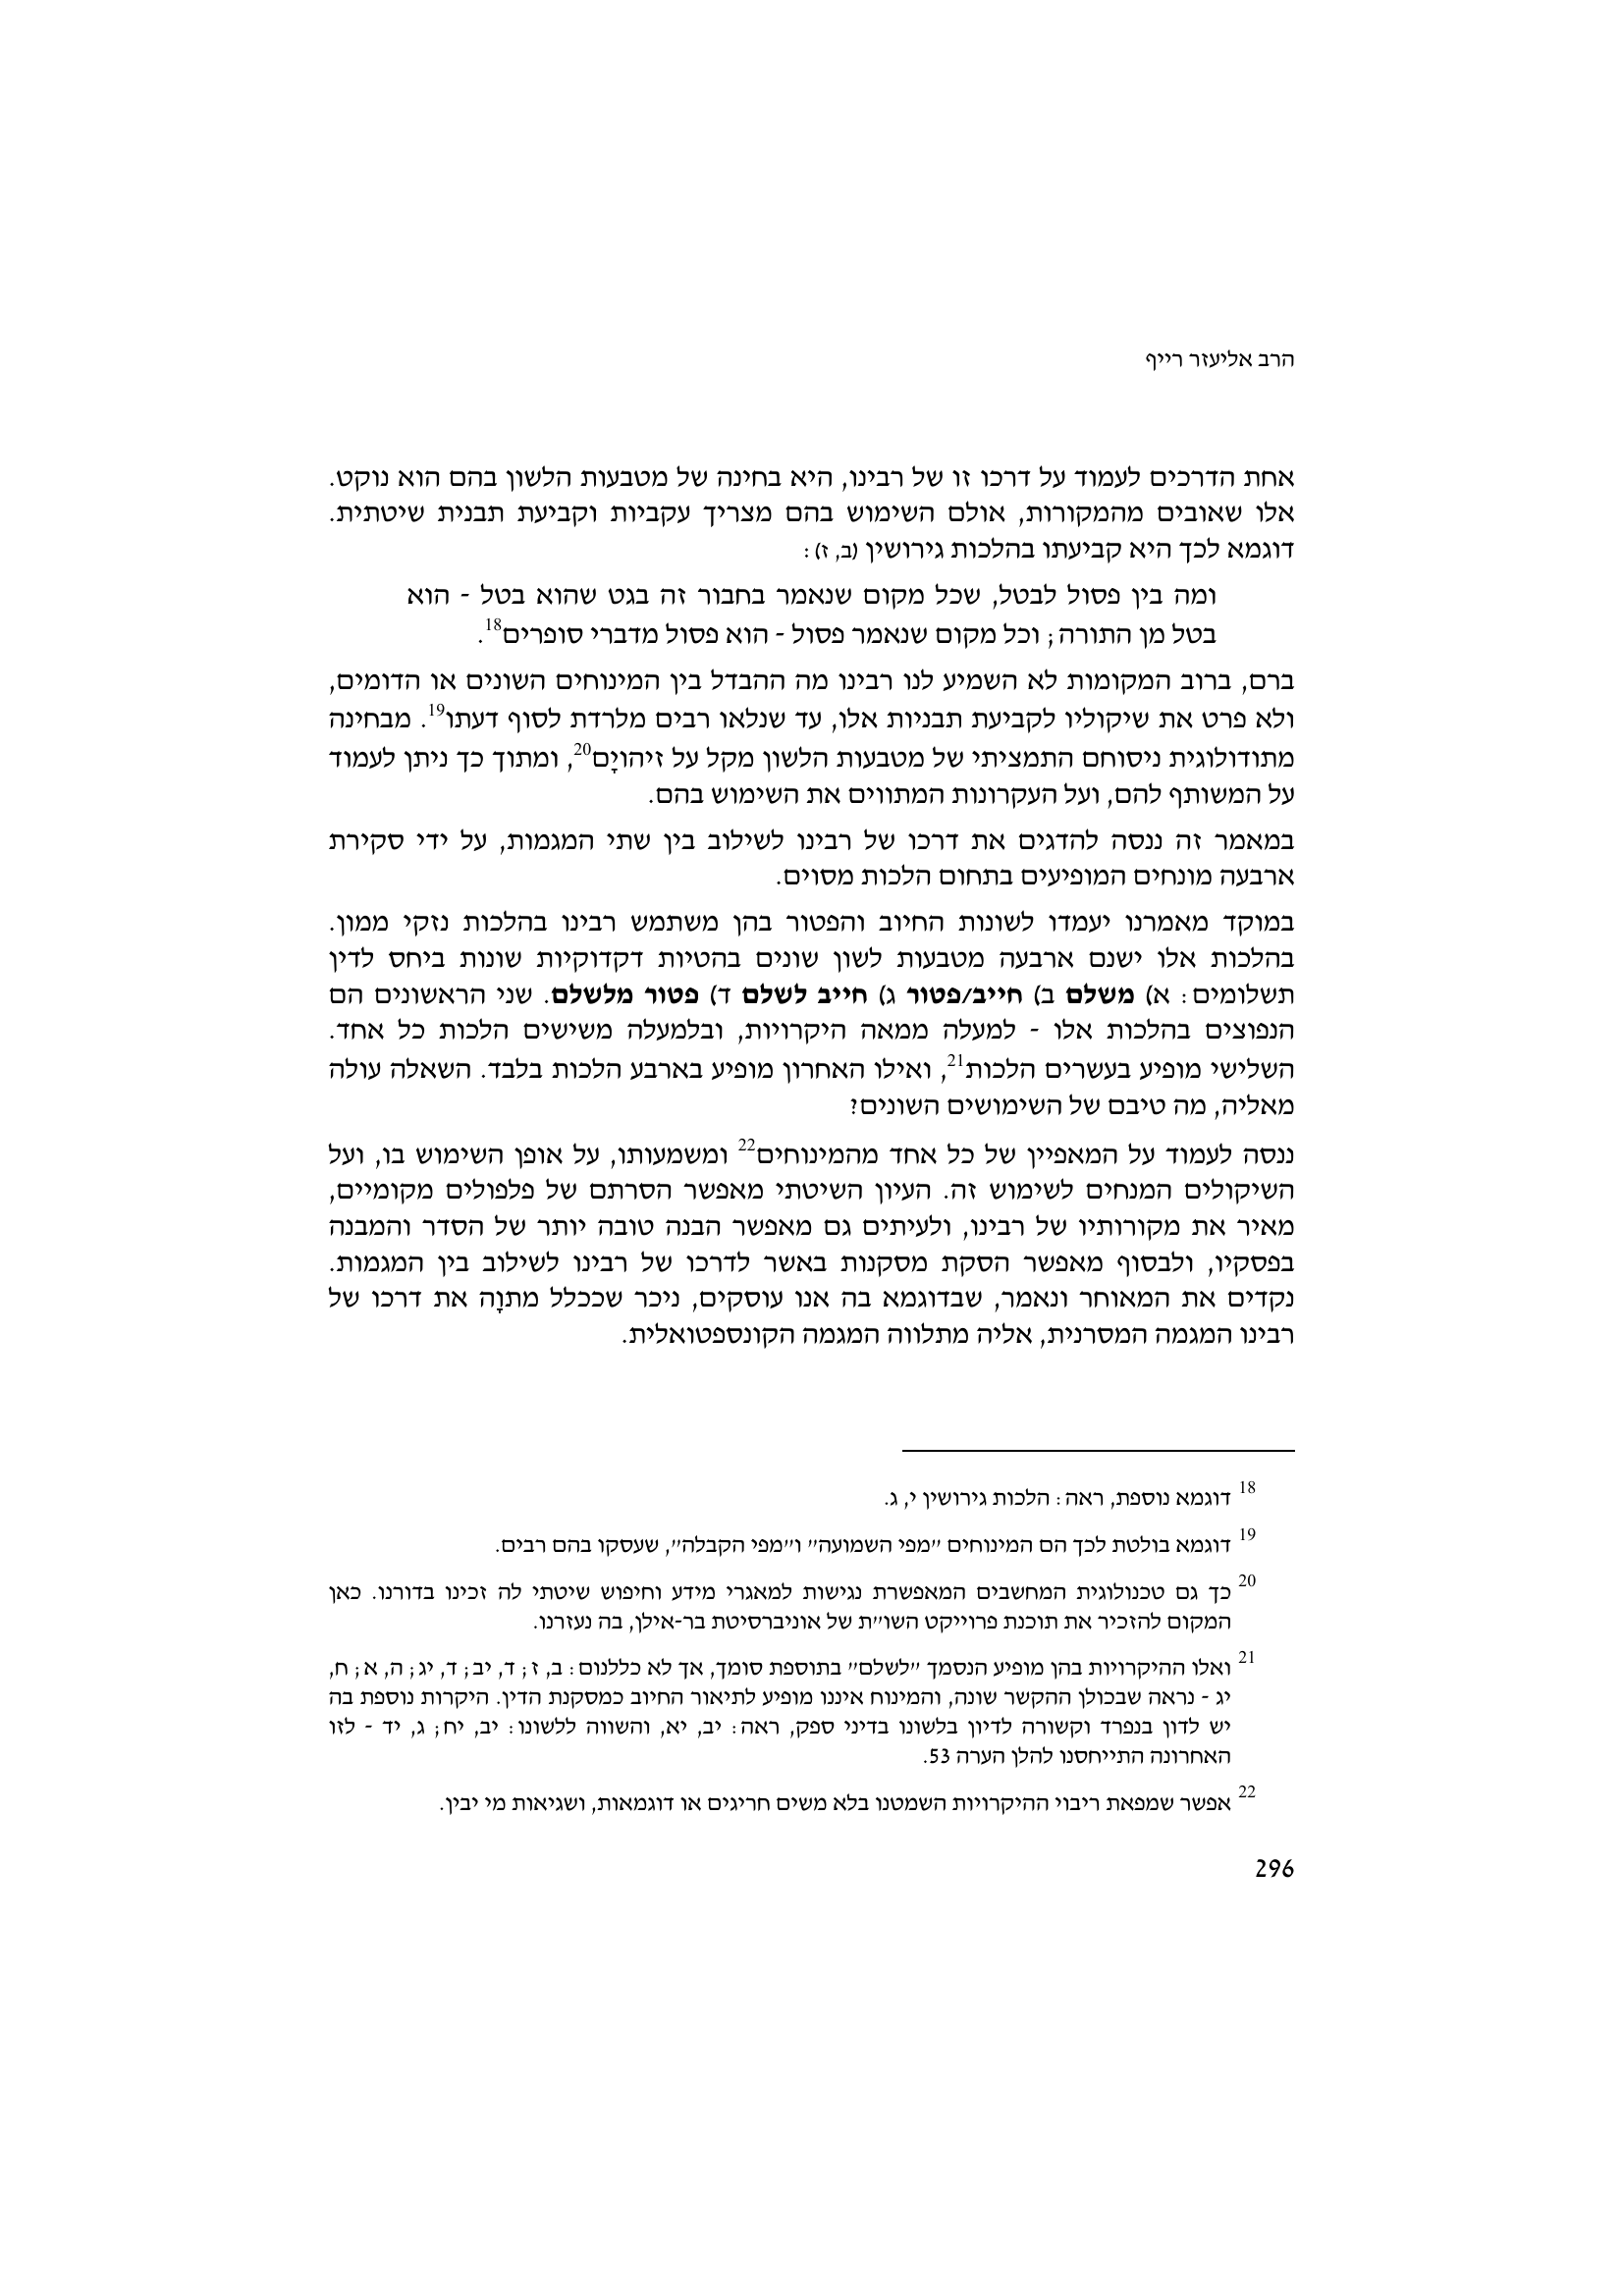 הרב אליעזר רייף
אחת הדרכים לעמוד על דרכו זו של רבינו, היא בחינה של מטבעות הלשון בהם הוא נוקט.
אלו שאובים מהמקורות, אולם השימוש בהם מצריך עקביות וקביעת תבנית שיטתית.
דוגמא לכך היא קביעתו בהלכות גירושין (ב, ז):
ומה בין פסול לבטל, שכל מקום שנאמר בחבור זה בגט שהוא בטל - הוא
בטל מן התורה; וכל מקום שנאמר פסול - הוא פסול מדברי סופרים18.
ברם, ברוב המקומות לא השמיע לנו רבינו מה ההבדל בין המינוחים השונים או הדומים,
ולא פרט את שיקוליו לקביעת תבניות אלו, עד שנלאו רבים מלרדת לסוף דעתו19. מבחינה
מתודולוגית ניסוחם התמציתי של מטבעות הלשון מקל על זיהויָם20, ומתוך כך ניתן לעמוד
על המשותף להם, ועל העקרונות המתווים את השימוש בהם.
במאמר זה ננסה להדגים את דרכו של רבינו לשילוב בין שתי המגמות, על ידי סקירת
ארבעה מונחים המופיעים בתחום הלכות מסוים.
במוקד מאמרנו יעמדו לשונות החיוב והפטור בהן משתמש רבינו בהלכות נזקי ממון.
בהלכות אלו ישנם ארבעה מטבעות לשון שונים בהטיות דקדוקיות שונות ביחס לדין
תשלומים: א) משלם ב) חייב/פטור ג) חייב לשלם ד) פטור מלשלם. שני הראשונים הם
הנפוצים בהלכות אלו - למעלה ממאה היקרויות, ובלמעלה משישים הלכות כל אחד.
השלישי מופיע בעשרים הלכות21, ואילו האחרון מופיע בארבע הלכות בלבד. השאלה עולה
מאליה, מה טיבם של השימושים השונים?
ננסה לעמוד על המאפיין של כל אחד מהמינוחים22 ומשמעותו, על אופן השימוש בו, ועל
השיקולים המנחים לשימוש זה. העיון השיטתי מאפשר הסרתם של פלפולים מקומיים,
מאיר את מקורותיו של רבינו, ולעיתים גם מאפשר הבנה טובה יותר של הסדר והמבנה
בפסקיו, ולבסוף מאפשר הסקת מסקנות באשר לדרכו של רבינו לשילוב בין המגמות.
נקדים את המאוחר ונאמר, שבדוגמא בה אנו עוסקים, ניכר שככלל מתוָה את דרכו של
רבינו המגמה המסרנית, אליה מתלווה המגמה הקונספטואלית.
18 דוגמא נוספת, ראה: הלכות גירושין י, ג.
19 דוגמא בולטת לכך הם המינוחים ״מפי השמועה״ ו״מפי הקבלה״, שעסקו בהם רבים.
20 כך גם טכנולוגית המחשבים המאפשרת נגישות למאגרי מידע וחיפוש שיטתי לה זכינו בדורנו. כאן
המקום להזכיר את תוכנת פרוייקט השו״ת של אוניברסיטת בר-אילן, בה נעזרנו.
21 ואלו ההיקרויות בהן מופיע הנסמך ״לשלם״ בתוספת סומך, אך לא כללנום: ב, ז; ד, יב; ד, יג; ה, א; ח,
יג - נראה שבכולן ההקשר שונה, והמינוח איננו מופיע לתיאור החיוב כמסקנת הדין. היקרות נוספת בה
יש לדון בנפרד וקשורה לדיון בלשונו בדיני ספק, ראה: יב, יא, והשווה ללשונו: יב, יח; ג, יד - לזו
האחרונה התייחסנו להלן הערה 53.
22 אפשר שמפאת ריבוי ההיקרויות השמטנו בלא משים חריגים או דוגמאות, ושגיאות מי יבין.
296